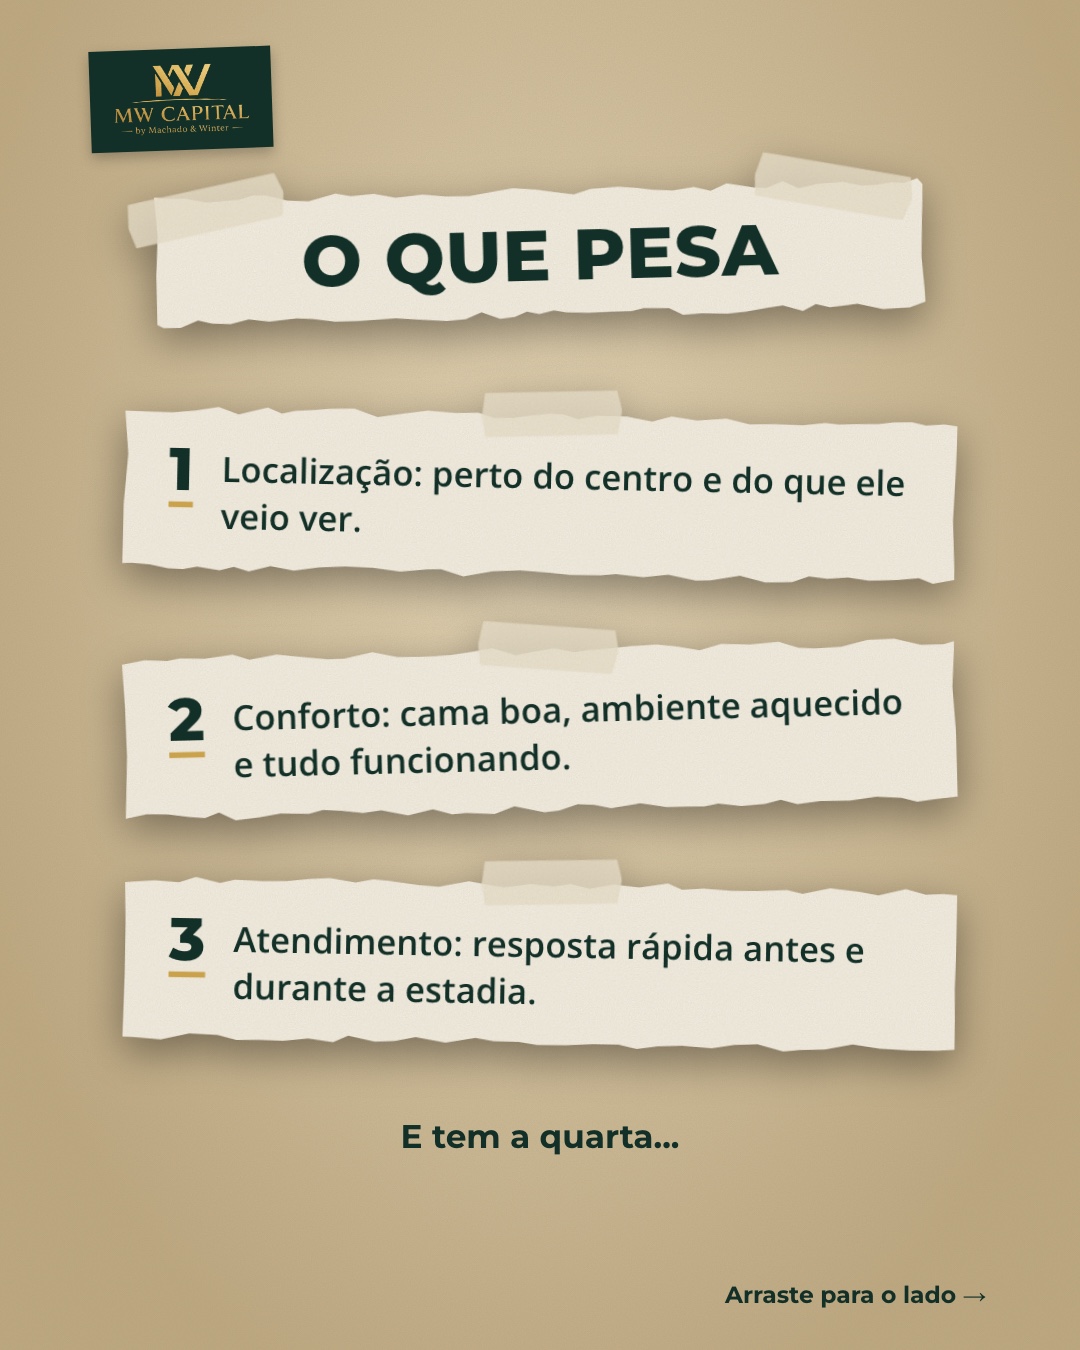 MW CAPITAL
by Machado & Winter
O QUE PESA
1
Localização: perto do centro e do que ele
veio ver.
2
Conforto: cama boa, ambiente aquecido
e tudo funcionando.
3
Atendimento: resposta rápida antes e
durante a estadia.
E tem a quarta...
Arraste para o lado →